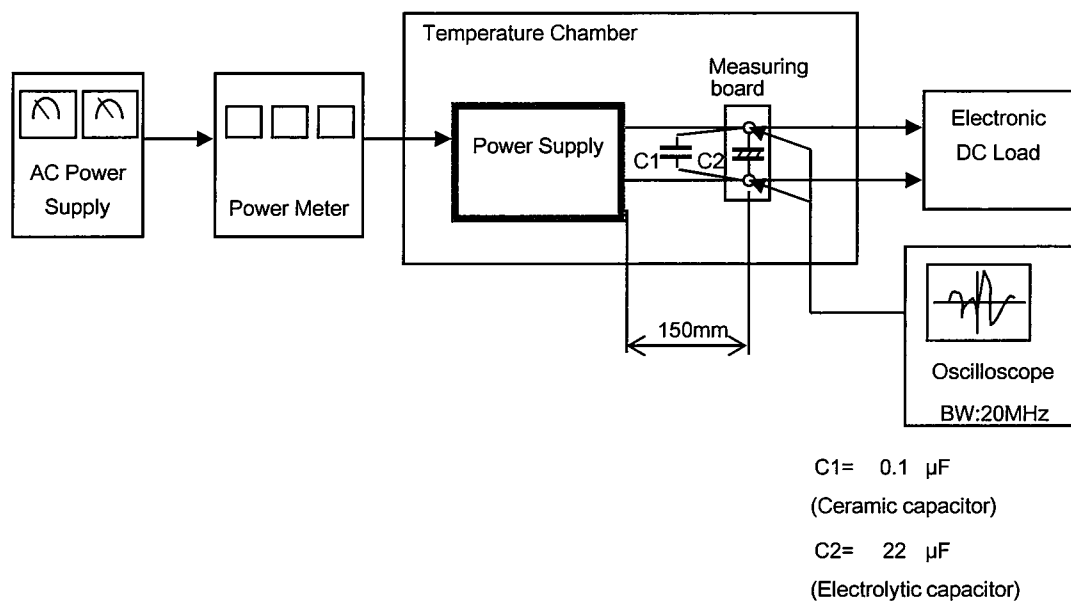 Temperature Chamber
Measuring
board
AC Power
Supply
Power Meter
Power Supply
C1
C2
Electronic
DC Load
150mm
Oscilloscope
BW:20MHz
C1= 0.1 µF
(Ceramic capacitor)
C2= 22 µF
(Electrolytic capacitor)